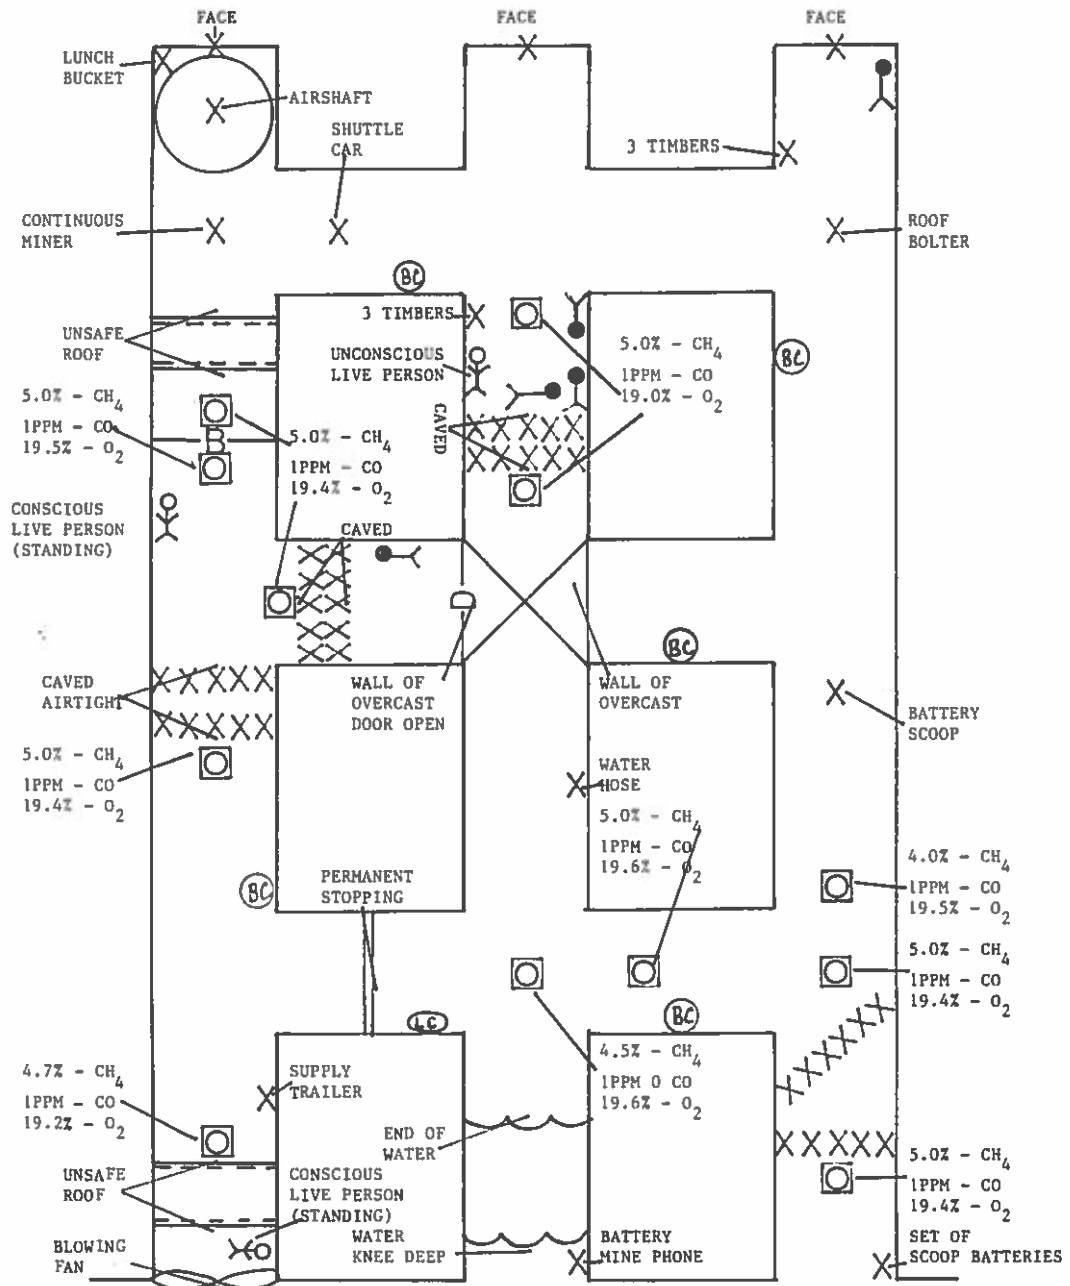 FACE
FACE
FACE
LUNCH
BUCKET
AIRSHAFT
SHUTTLE
CAR
3 TIMBERS
CONTINUOUS
MINER
ROOF
BOLTER
BC
3 TIMBERS
UNSAFE
ROOF
UNCONSCIOUS
LIVE PERSON
5.0% - CH4
1PPM - CO
19.0% - O2
BC
5.0% - CH4
1PPM - CO
19.5% - O2
B
5.0% - CH4
1PPM - CO
19.4% - O2
CAVED
CONSCIOUS
LIVE PERSON
(STANDING)
CAVED
D
BC
CAVED
AIRTIGHT
WALL OF
OVERCAST
DOOR OPEN
WALL OF
OVERCAST
BATTERY
SCOOP
5.0% - CH4
1PPM - CO
19.4% - O2
WATER
HOSE
5.0% - CH4
1PPM - CO
19.6% - O2
PERMANENT
STOPPING
BC
4.0% - CH4
1PPM - CO
19.5% - O2
5.0% - CH4
1PPM - CO
19.4% - O2
LC
BC
4.7% - CH4
1PPM - CO
19.2% - O2
SUPPLY
TRAILER
4.5% - CH4
1PPM O CO
19.6% - O2
END OF
WATER
5.0% - CH4
1PPM - CO
19.4% - O2
UNSAFE
ROOF
CONSCIOUS
LIVE PERSON
(STANDING)
BLOWING
FAN
WATER
KNEE DEEP
BATTERY
MINE PHONE
SET OF
SCOOP BATTERIES